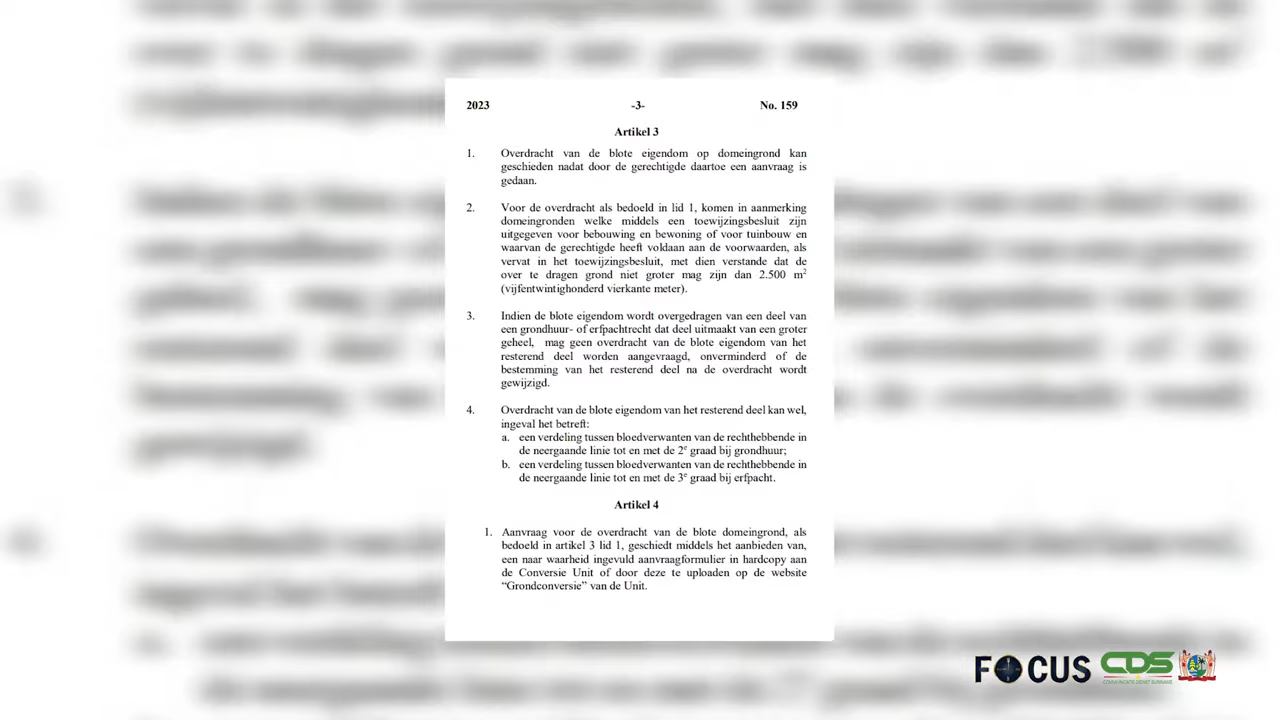 2023 -3- No. 159
Artikel 3
1. Overdracht van de blote eigendom op domeingrond kan
geschieden nadat door de gerechtigde daartoe een aanvraag is
gedaan.
2. Voor de overdracht als bedoeld in lid 1, komen in aanmerking
domeingronden welke middels een toewijzingsbesluit zijn
uitgegeven voor bebouwing en bewoning of voor tuinbouw en
waarvan de gerechtigde heeft voldaan aan de voorwaarden, als
vervat in het toewijzingsbesluit, met dien verstande dat de
over te dragen grond niet groter mag zijn dan 2.500 m²
(vijfentwintighonderd vierkante meter).
3. Indien de blote eigendom wordt overgedragen van een deel van
een grondhuur- of erfpachtrecht dat deel uitmaakt van een groter
geheel, mag geen overdracht van de blote eigendom van het
resterend deel worden aangevraagd, onverminderd of de
bestemming van het resterend deel na de overdracht wordt
gewijzigd.
4. Overdracht van de blote eigendom van het resterend deel kan wel,
ingeval het betreft:
a. een verdeling tussen bloedverwanten van de rechthebbende in
de neergaande linie tot en met de 2ᵉ graad bij grondhuur;
b. een verdeling tussen bloedverwanten van de rechthebbende in
de neergaande linie tot en met de 3ᵉ graad bij erfpacht.
Artikel 4
1. Aanvraag voor de overdracht van de blote domeingrond, als
bedoeld in artikel 3 lid 1, geschiedt middels het aanbieden van,
een naar waarheid ingevuld aanvraagformulier in hardcopy aan
de Conversie Unit of door deze te uploaden op de website
“Grondconversie” van de Unit.
FOCUS CDS
COMMUNICATIE DIENST SURINAME